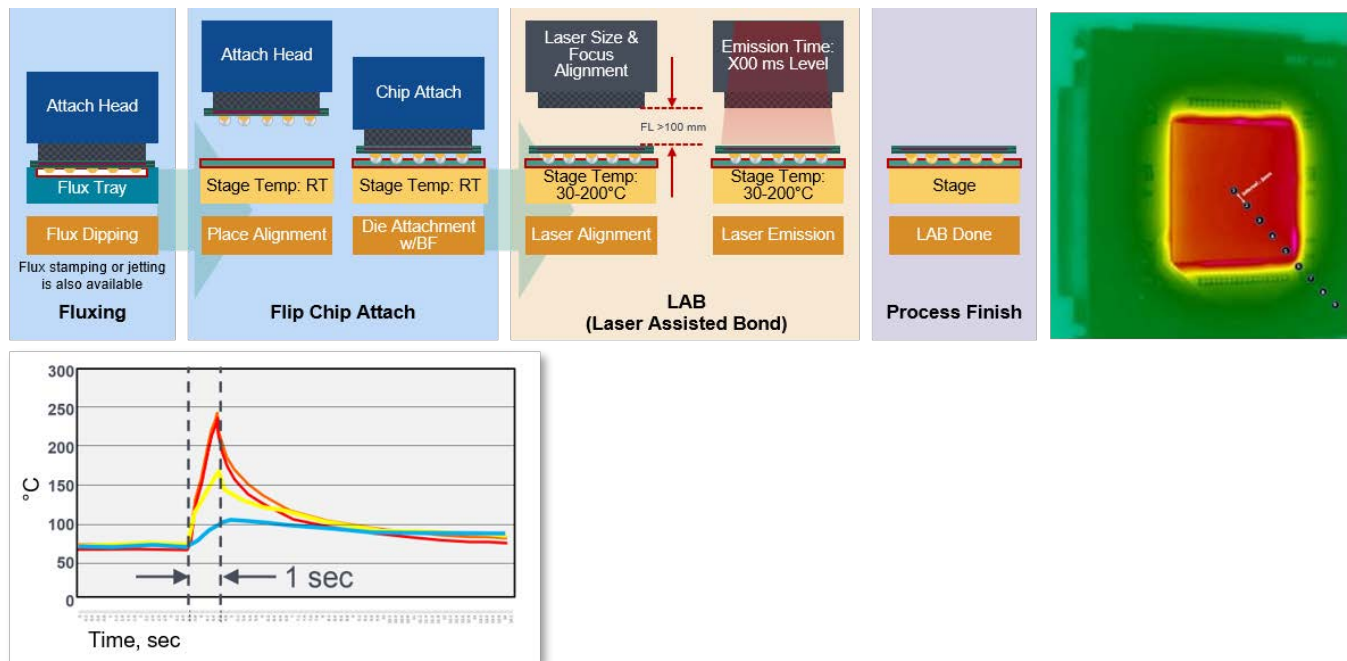 Attach Head
Flux Tray
Flux Dipping
Flux stamping or jetting
is also available
Fluxing
Attach Head
Stage Temp: RT
Place Alignment
Chip Attach
Stage Temp: RT
Die Attachment
w/BF
Flip Chip Attach
Laser Size &
Focus
Alignment
FL >100 mm
Stage Temp:
30-200°C
Laser Alignment
Emission Time:
X00 ms Level
Stage Temp:
30-200°C
Laser Emission
LAB
(Laser Assisted Bond)
Stage
LAB Done
Process Finish
300
250
200
150
100
50
0
°C
1 sec
Time, sec